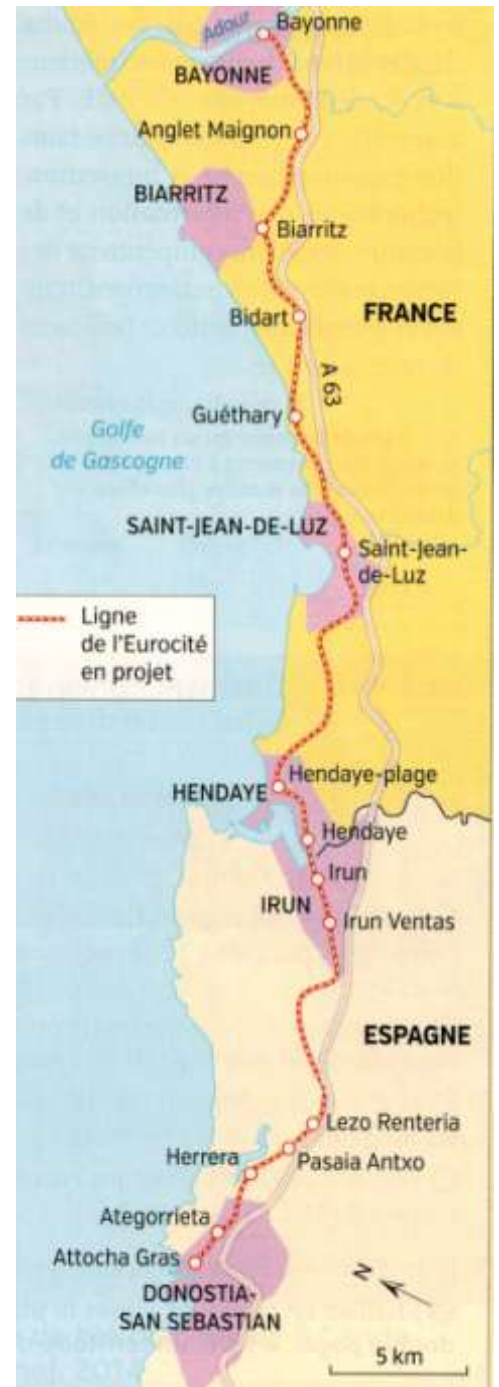 Adour
Bayonne
BAYONNE
Anglet Maignon
BIARRITZ
Biarritz
Bidart
FRANCE
A 63
Guéthary
Golfe
de Gascogne
SAINT-JEAN-DE-LUZ
Saint-Jean-
de-Luz
Ligne
de l'Eurocité
en projet
Hendaye-plage
HENDAYE
Hendaye
Irun
IRUN
Irun Ventas
ESPAGNE
Lezo Renteria
Pasaia Antxo
Herrera
Ategorrieta
Attocha Gras
DONOSTIA-
SAN SEBASTIAN
N
5 km